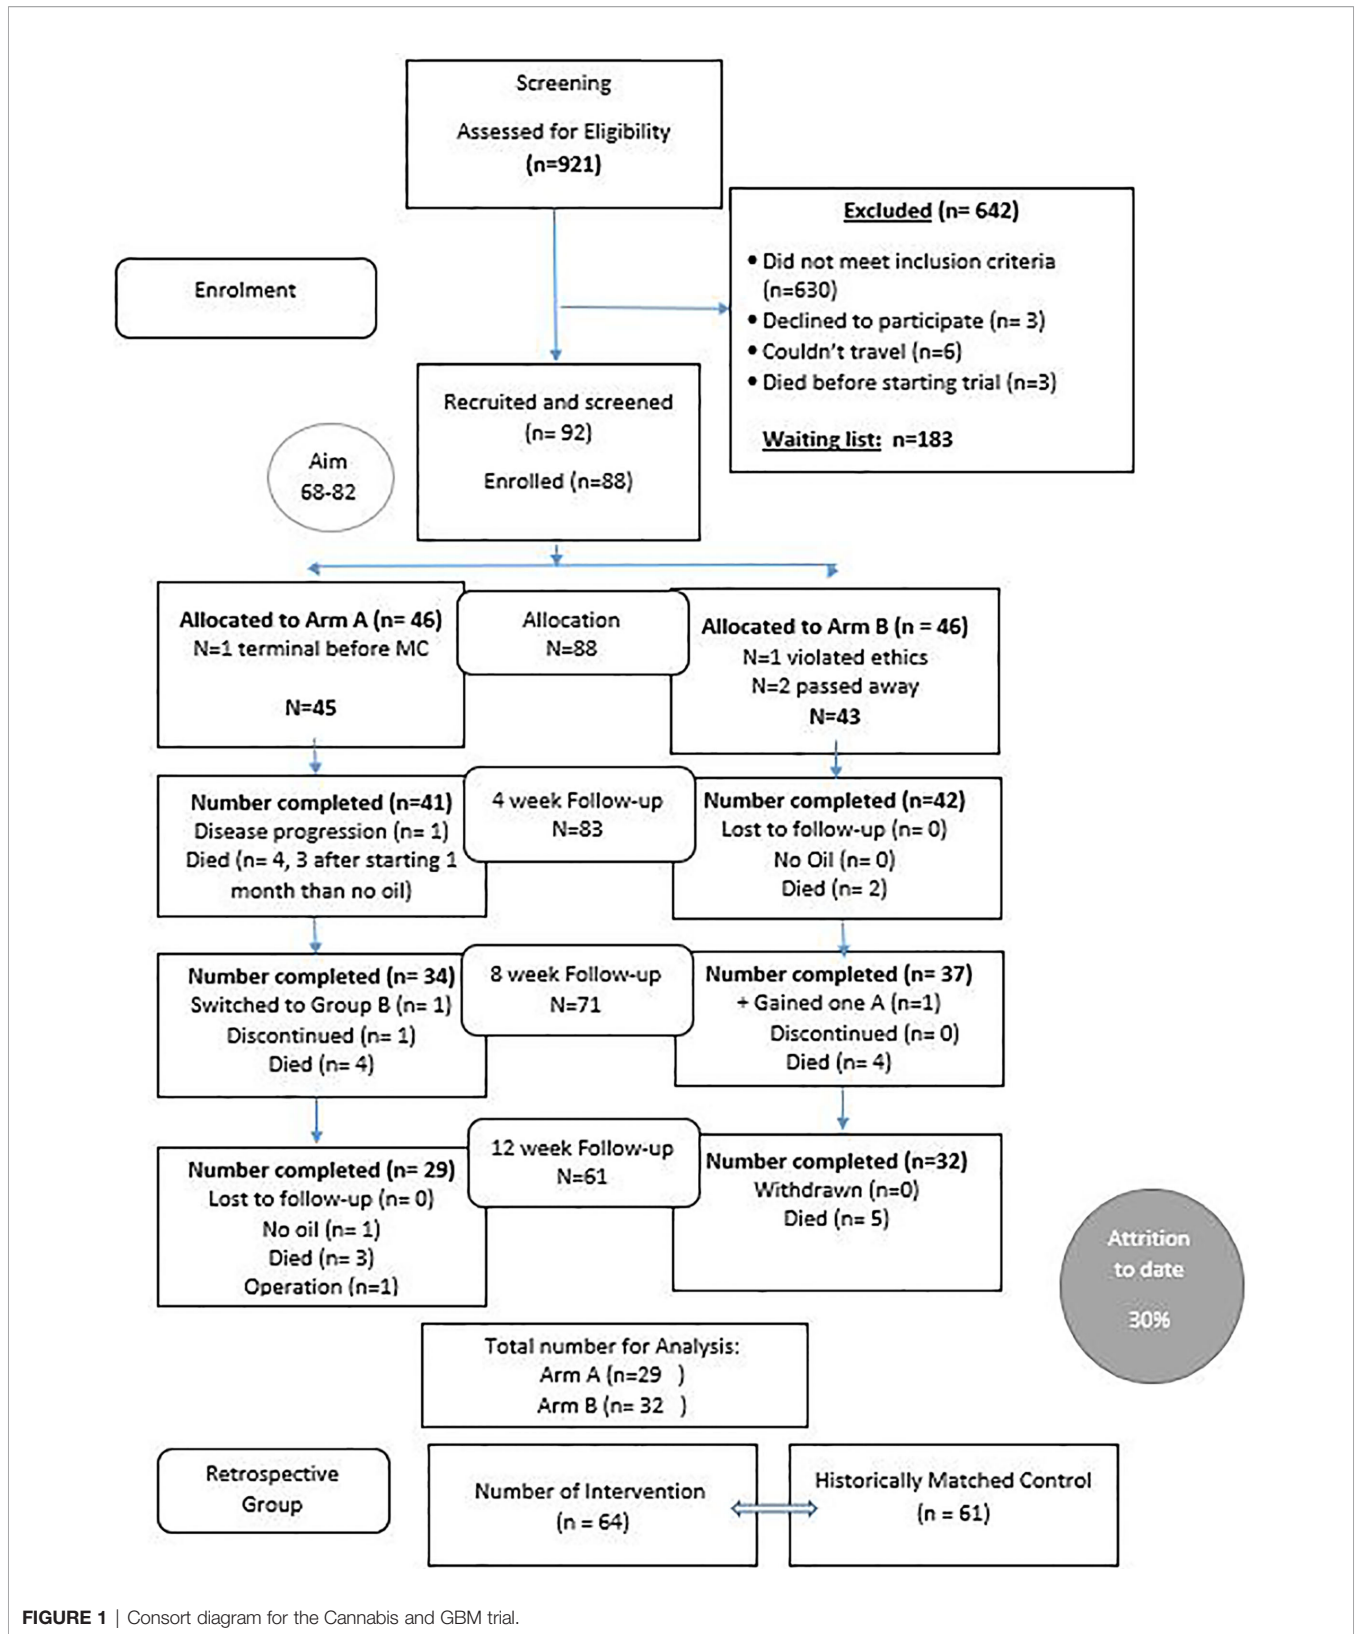 Screening
Assessed for Eligibility
(n=921)
Excluded (n= 642)
• Did not meet inclusion criteria
(n=630)
• Declined to participate (n= 3)
• Couldn't travel (n=6)
• Died before starting trial (n=3)
Waiting list: n=183
Enrolment
Recruited and screened
(n= 92)
Enrolled (n=88)
Aim
68-82
Allocated to Arm A (n= 46)
N=1 terminal before MC
N=45
Allocation
N=88
Allocated to Arm B (n = 46)
N=1 violated ethics
N=2 passed away
N=43
Number completed (n=41)
Disease progression (n= 1)
Died (n= 4, 3 after starting 1
month than no oil)
4 week Follow-up
N=83
Number completed (n=42)
Lost to follow-up (n= 0)
No Oil (n= 0)
Died (n= 2)
Number completed (n= 34)
Switched to Group B (n= 1)
Discontinued (n= 1)
Died (n= 4)
8 week Follow-up
N=71
Number completed (n= 37)
+ Gained one A (n=1)
Discontinued (n= 0)
Died (n= 4)
Number completed (n= 29)
Lost to follow-up (n= 0)
No oil (n= 1)
Died (n= 3)
Operation (n=1)
12 week Follow-up
N=61
Number completed (n=32)
Withdrawn (n=0)
Died (n= 5)
Attrition
to date
30%
Total number for Analysis:
Arm A (n=29 )
Arm B (n= 32 )
Retrospective
Group
Number of Intervention
(n = 64)
Historically Matched Control
(n = 61)
FIGURE 1 | Consort diagram for the Cannabis and GBM trial.